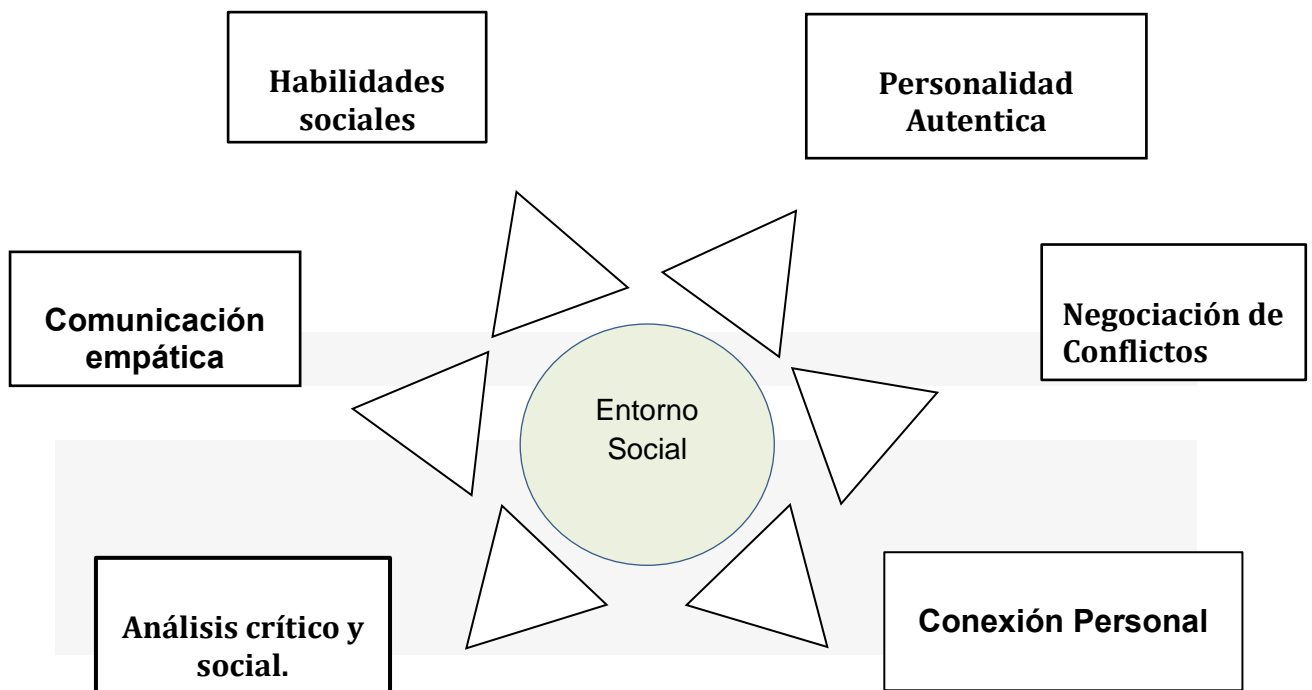 Habilidades
sociales
Personalidad
Autentica
Comunicación
empática
Negociación de
Conflictos
Entorno
Social
Análisis crítico y
social.
Conexión Personal